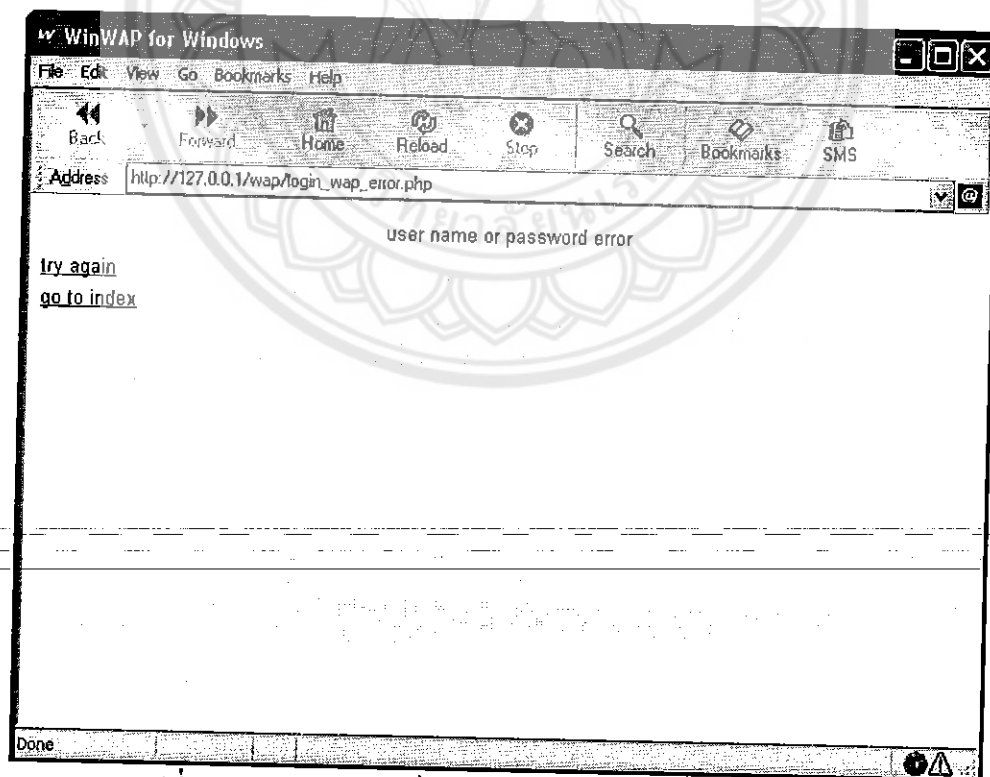 WinWAP for Windows
File Edit View Go Bookmarks Help
Back Forward Home Reload Stop Search Bookmarks SMS
Address http://127.0.0.1/wap/login_wap_error.php
user name or password error
try again
go to index
Done